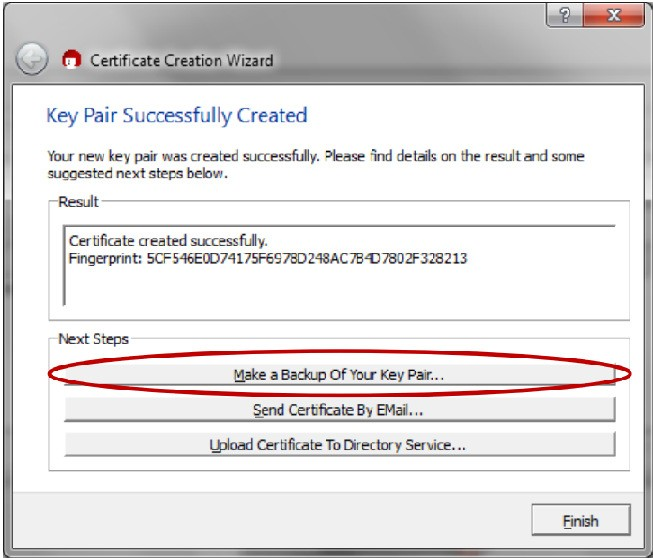 Certificate Creation Wizard
Key Pair Successfully Created
Your new key pair was created successfully. Please find details on the result and some
suggested next steps below.
Result
Certificate created successfully.
Fingerprint: 5CF546E0D74175F6978D248AC7B4D7802F328213
Next Steps
Make a Backup Of Your Key Pair...
Send Certificate By EMail...
Upload Certificate To Directory Service...
Finish